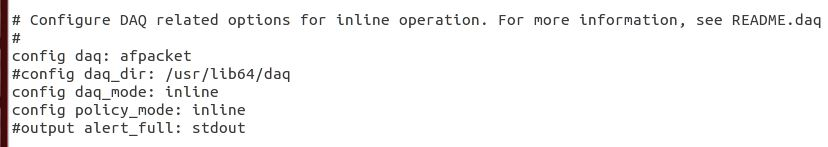 # Configure DAQ related options for inline operation. For more information, see README.daq
#
config daq: afpacket
#config daq_dir: /usr/lib64/daq
config daq_mode: inline
config policy_mode: inline
#output alert_full: stdout